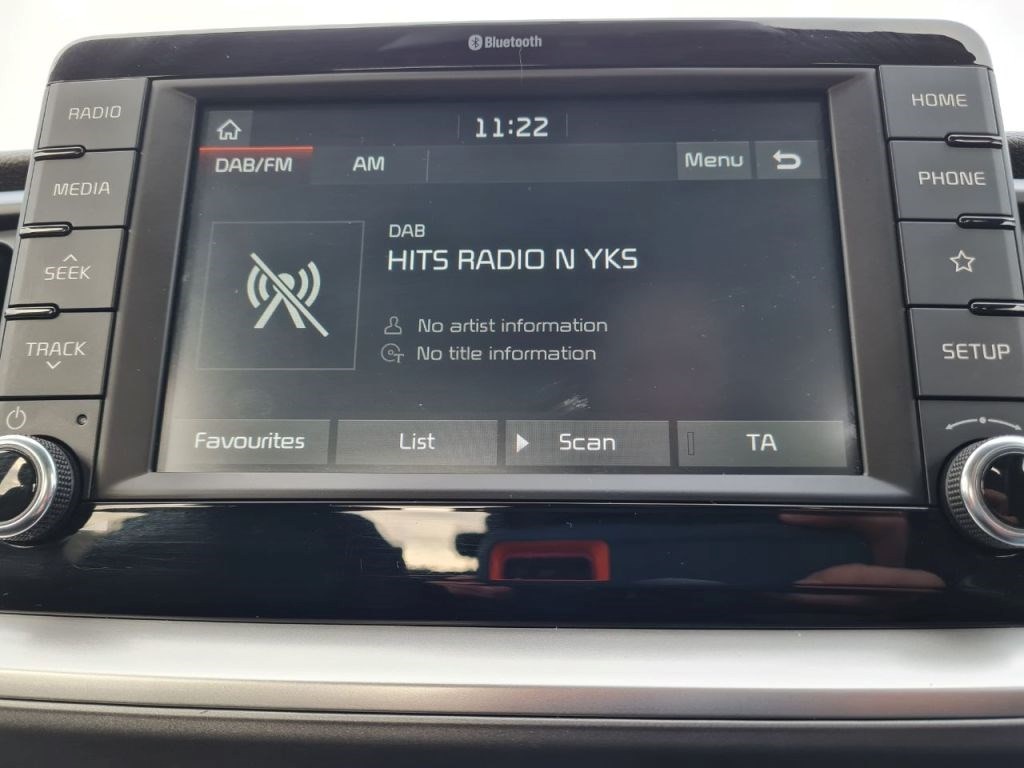 Bluetooth
RADIO
MEDIA
SEEK
TRACK
11:22
DAB/FM AM Menu
DAB
HITS RADIO N YKS
No artist information
No title information
Favourites List Scan TA
HOME
PHONE
SETUP